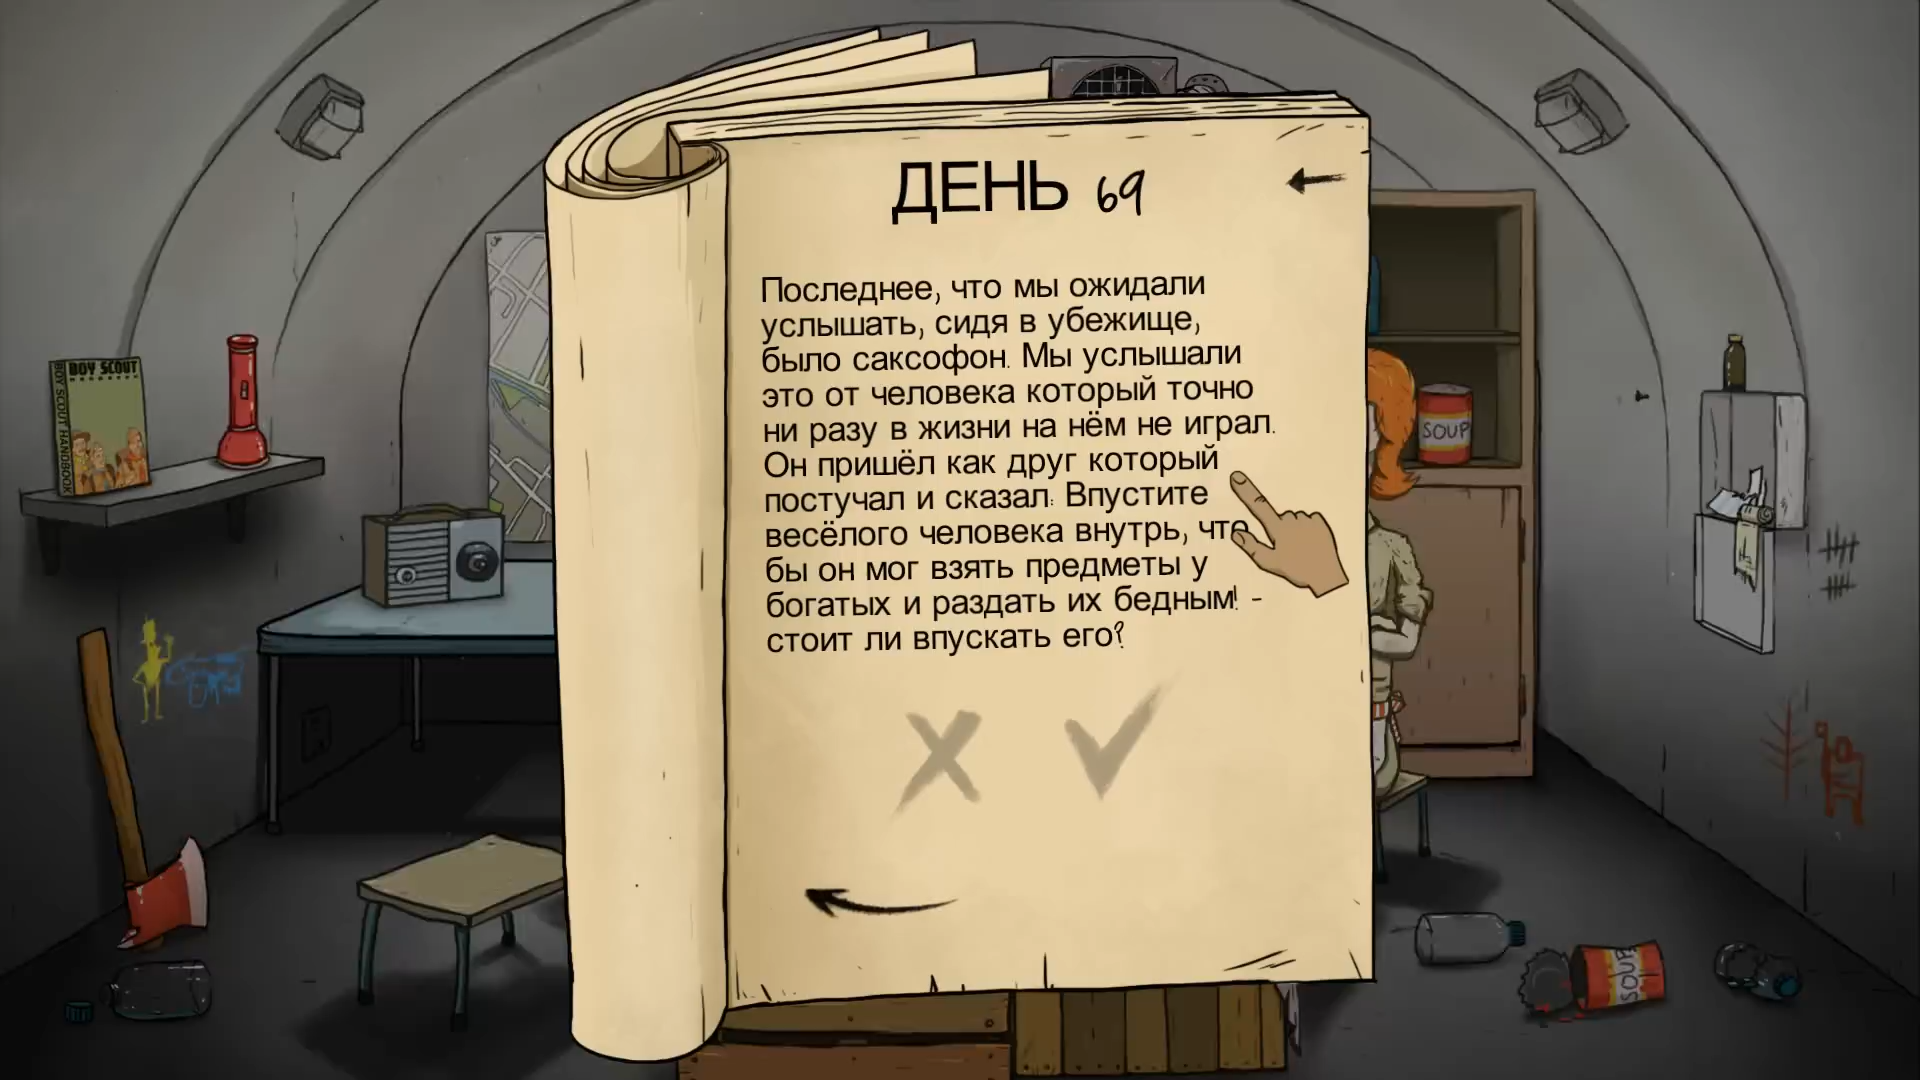 ДЕНЬ 69
Последнее, что мы ожидали
услышать, сидя в убежище,
было саксофон. Мы услышали
это от человека который точно
ни разу в жизни на нём не играл.
Он пришёл как друг который
постучал и сказал: Впустите
весёлого человека внутрь, что
бы он мог взять предметы у
богатых и раздать их бедным! -
стоит ли впускать его?
BOY SCOUT
BOY SCOUT HANDBOOK
SOUP
SOUP